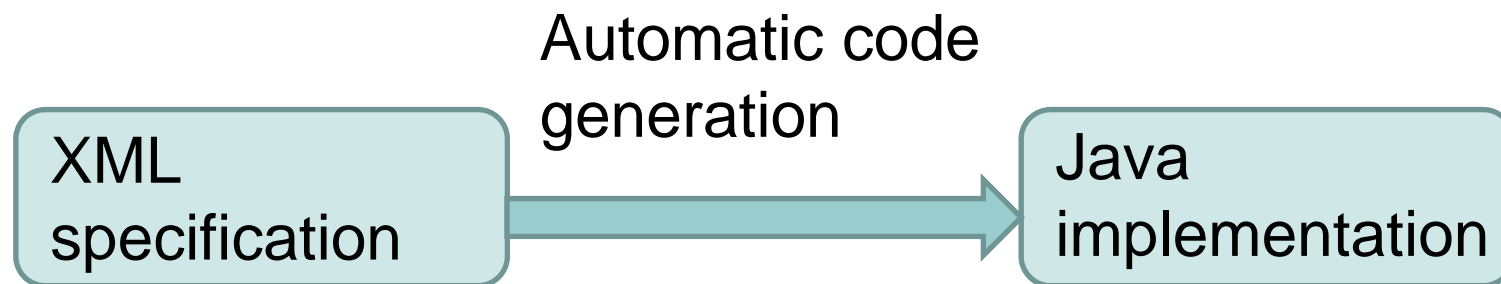 Automatic code
generation
XML
specification
Java
implementation